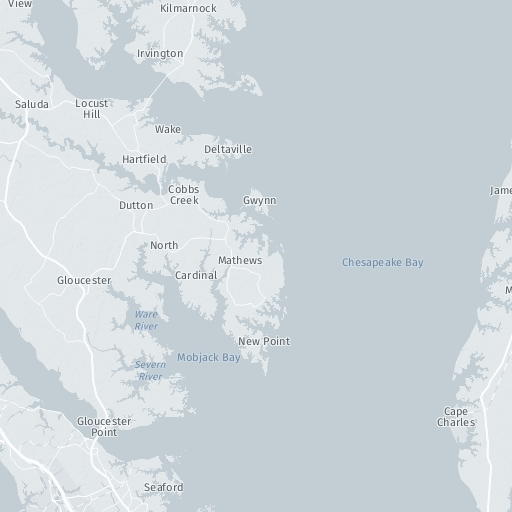 View
Kilmarnock
Irvington
Saluda
Locust
Hill
Wake
Deltaville
Hartfield
Jame
Cobbs
Creek
Gwynn
Dutton
North
Mathews
Chesapeake Bay
Cardinal
Gloucester
M
Ware
River
New Point
Mobjack Bay
Severn
River
Cape
Charles
Gloucester
Point
Seaford